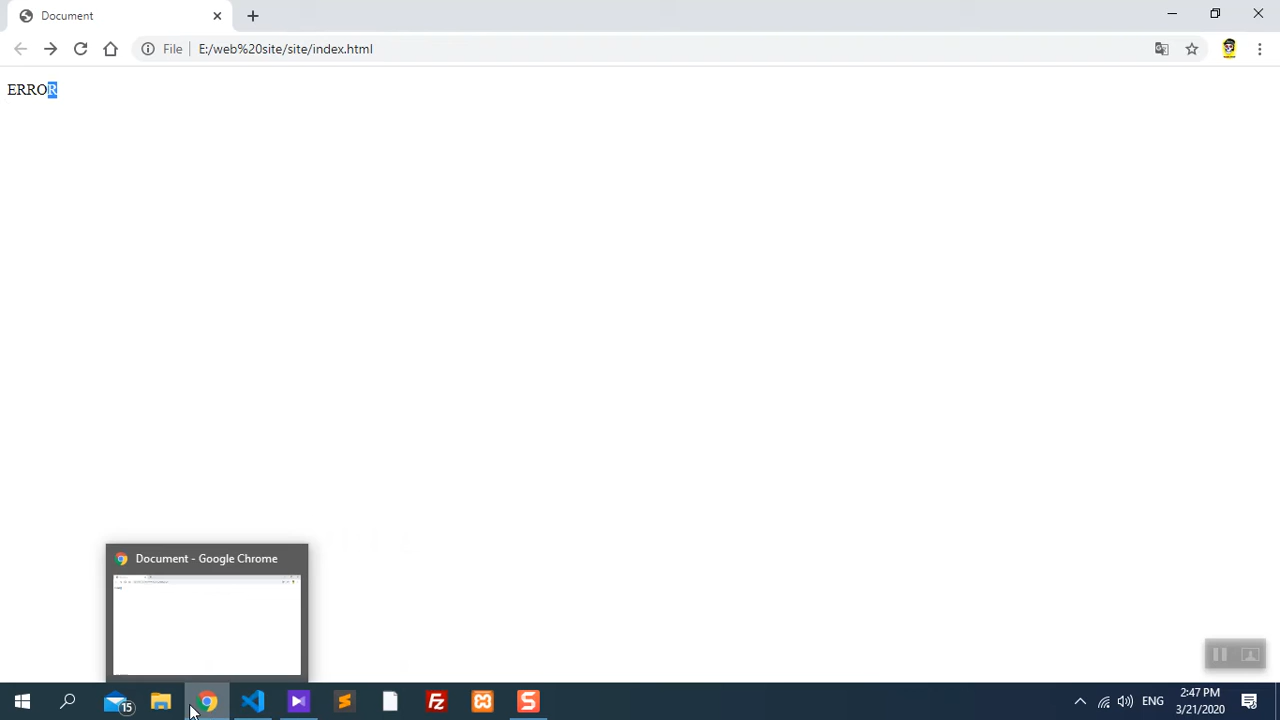 Document
File
E:/web%20site/site/index.html
ERROR
Document - Google Chrome
15
ENG
2:47 PM
3/21/2020